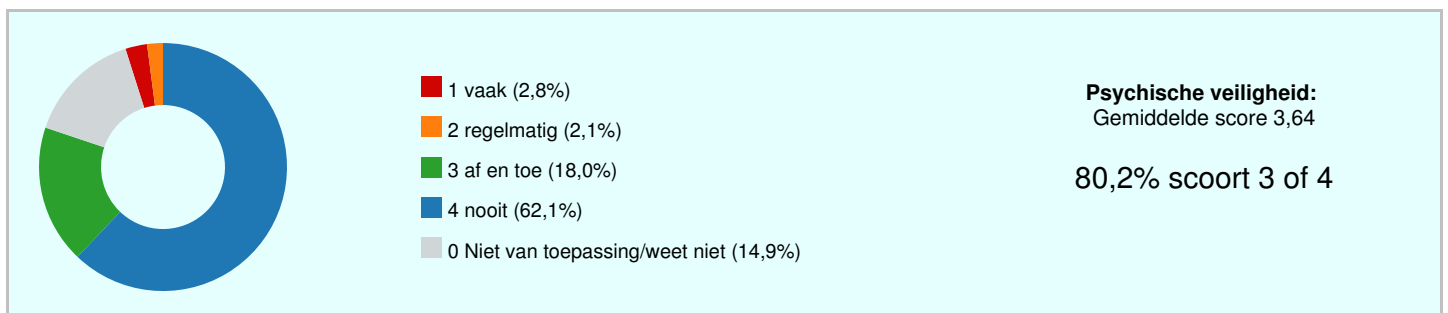 1 vaak (2,8%)
2 regelmatig (2,1%)
3 af en toe (18,0%)
4 nooit (62,1%)
0 Niet van toepassing/weet niet (14,9%)
Psychische veiligheid:
Gemiddelde score 3,64
80,2% scoort 3 of 4